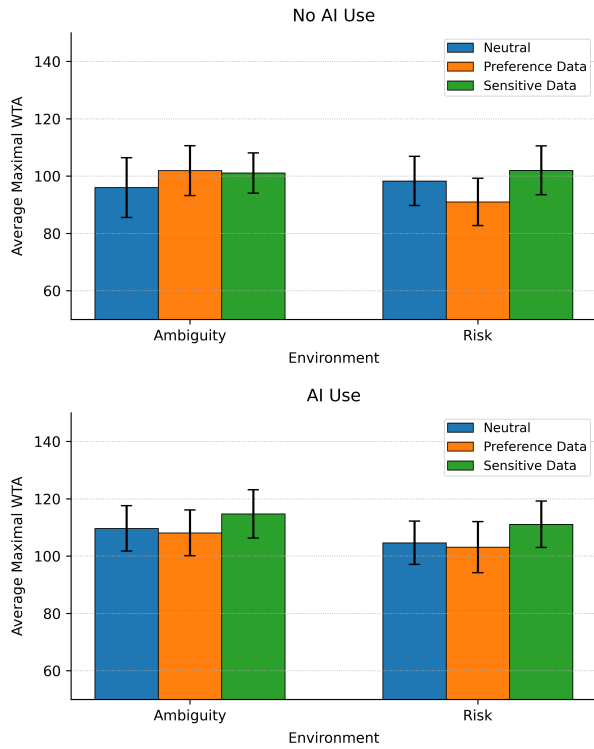 No AI Use
Average Maximal WTA
140
120
100
80
60
Neutral
Preference Data
Sensitive Data
Ambiguity
Risk
Environment
AI Use
Average Maximal WTA
140
120
100
80
60
Neutral
Preference Data
Sensitive Data
Ambiguity
Risk
Environment